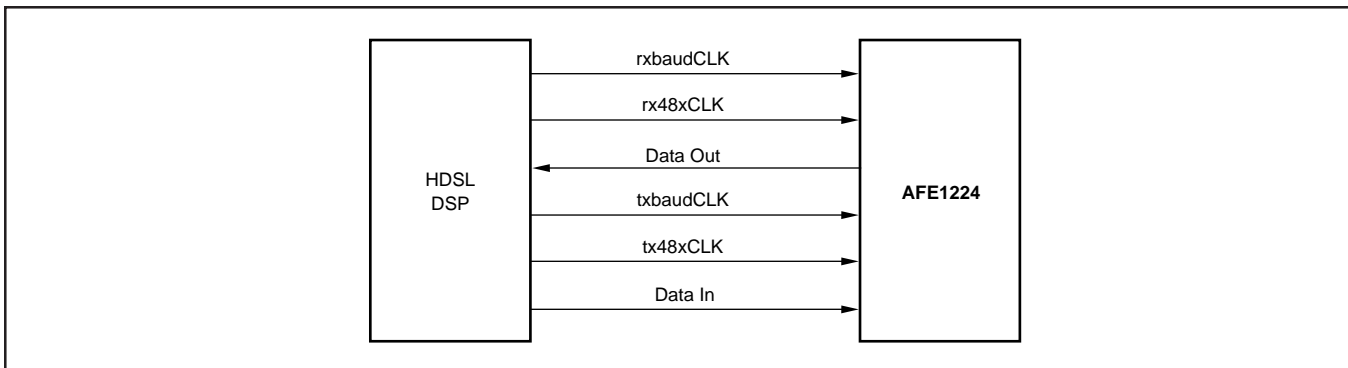 rxbaudCLK
rx48xCLK
Data Out
HDSL
DSP
AFE1224
txbaudCLK
tx48xCLK
Data In